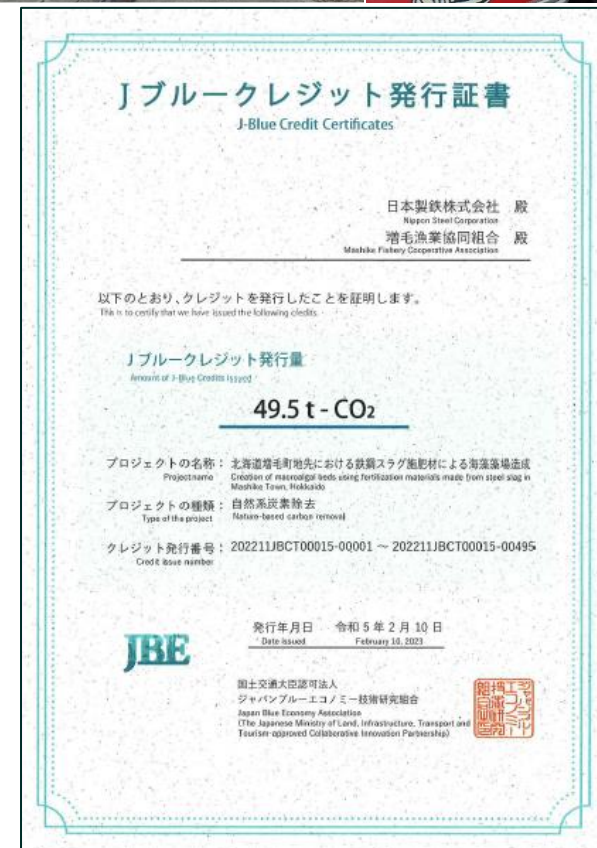 Jブルークレジット発行証書
J-Blue Credit Certificates
日本製鉄株式会社 殿
Nippon Steel Corporation
増毛漁業協同組合 殿
Mashike Fishery Cooperative Association
以下のとおり、クレジットを発行したことを証明します。
This is to certify that we have issued the following credits.
Jブルークレジット発行量
Amount of J-Blue Credits Issued
49.5 t - CO₂
プロジェクトの名称： 北海道増毛町地先における鉄鋼スラグ施肥材による海藻藻場造成
Project name Creation of macroalgal beds using fertilization materials made from steel slag in
Mashike Town, Hokkaido
プロジェクトの種類： 自然系炭素除去
Type of the project Nature-based carbon removal
クレジット発行番号： 202211JBCT00015-00001 ～ 202211JBCT00015-00495
Credit issue number
発行年月日 令和5年2月10日
Date issued February 10, 2023
JBE
国土交通大臣認可法人
ジャパンブルーエコノミー技術研究組合
Japan Blue Economy Association
(The Japanese Ministry of Land, Infrastructure, Transport and
Tourism-approved Collaborative Innovation Partnership)